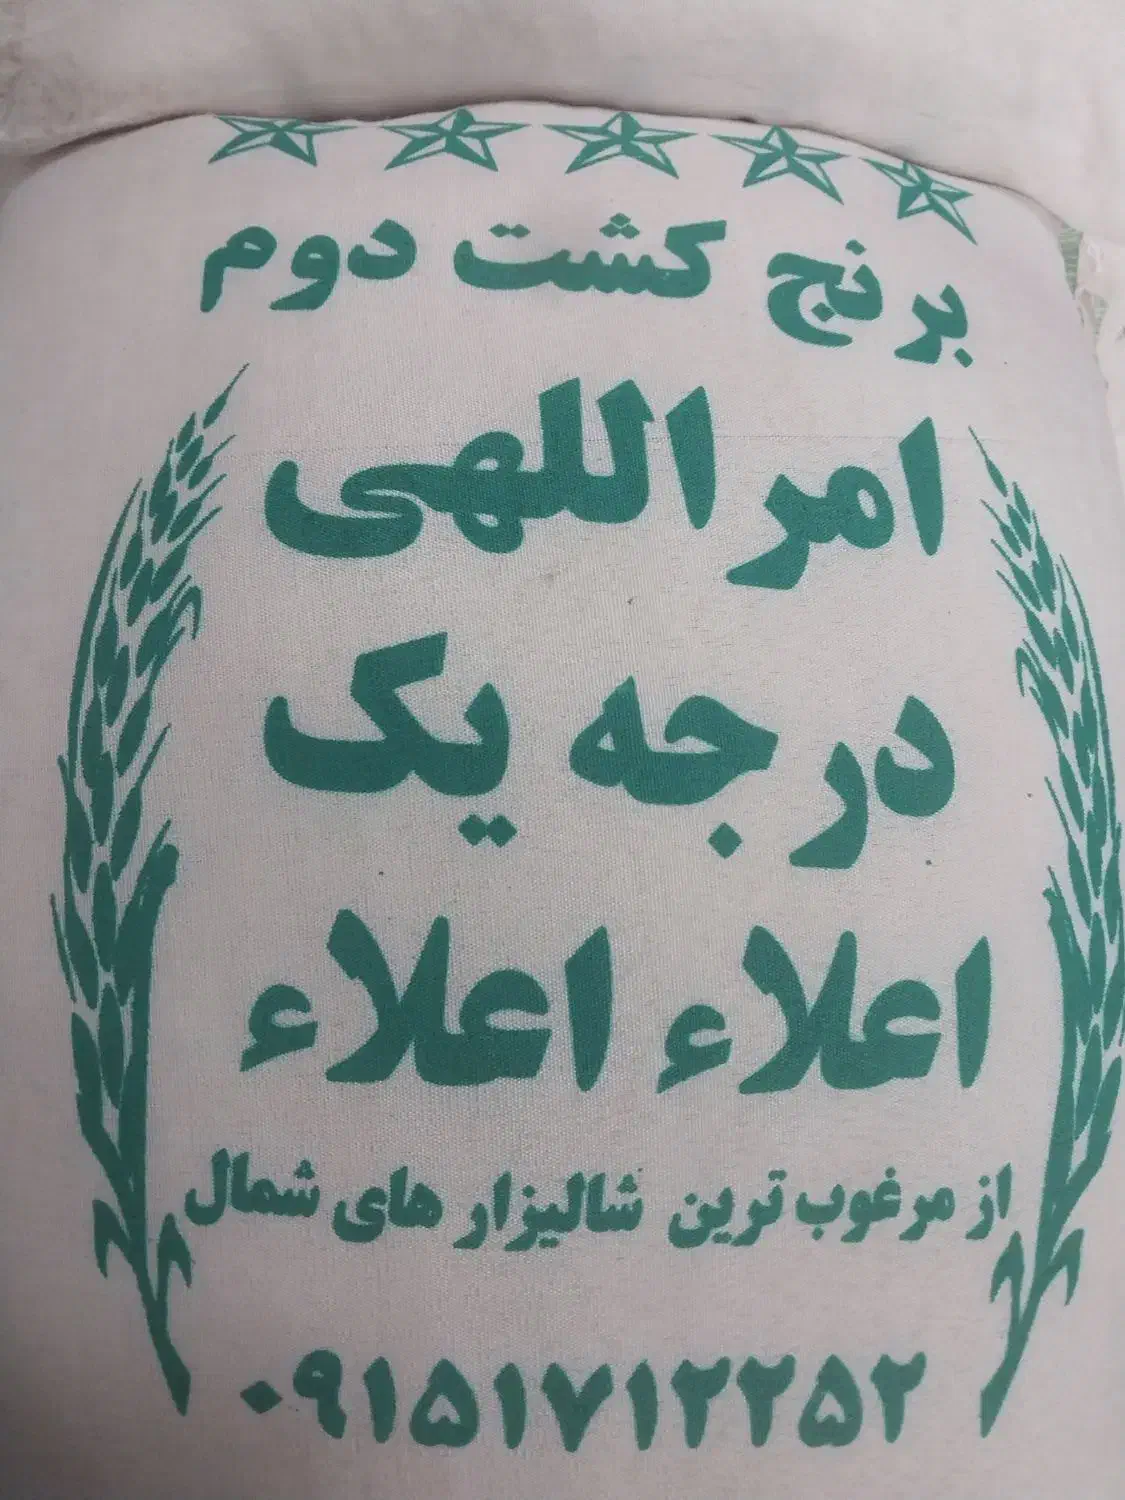 برنج کشت دوم
امراللهی
درجه یک
اعلاء اعلاء
از مرغوب ترین شالیزار های شمال
۰۹۱۵۱۷۱۲۲۵۲